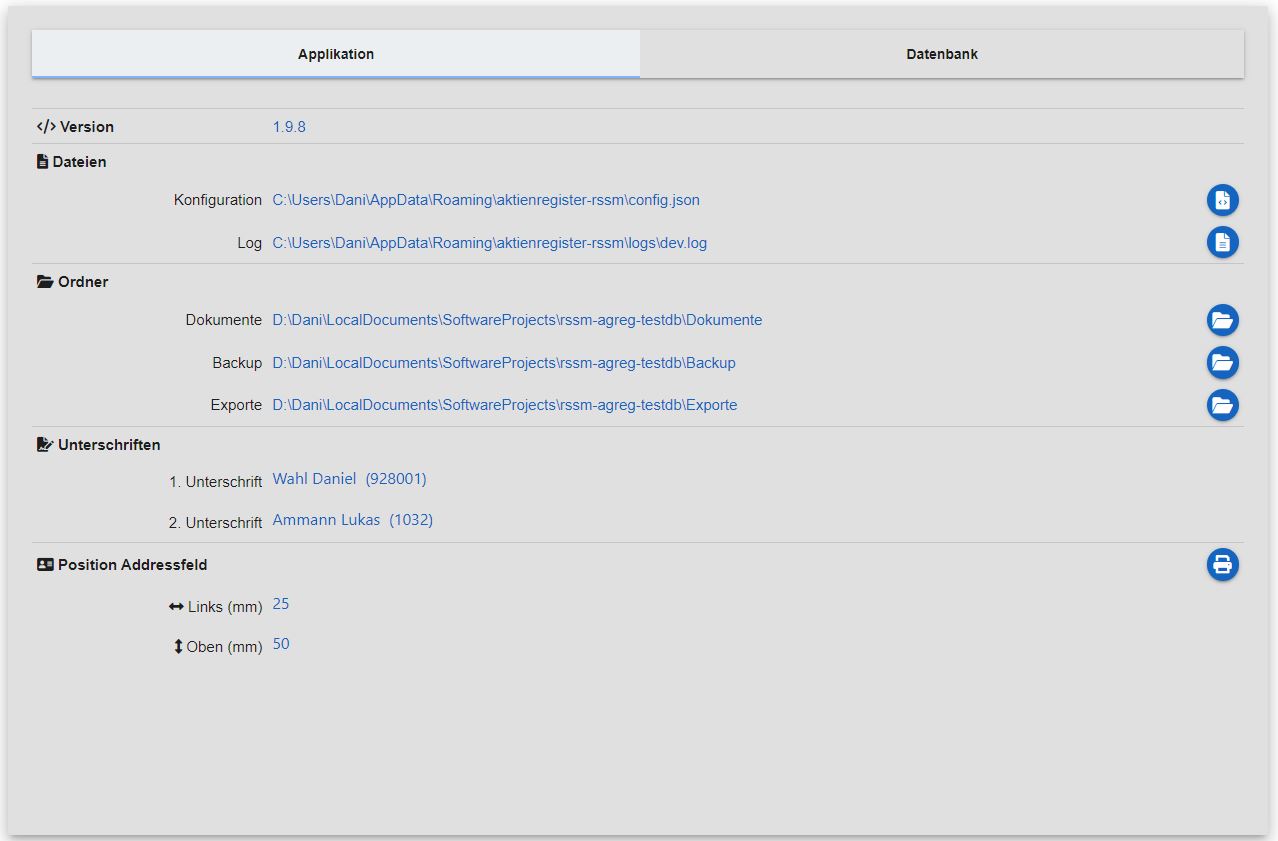 Applikation Datenbank
Version 1.9.8
Dateien
Konfiguration C:\Users\Dani\AppData\Roaming\aktienregister-rssm\config.json
Log C:\Users\Dani\AppData\Roaming\aktienregister-rssm\logs\dev.log
Ordner
Dokumente D:\Dani\LocalDocuments\SoftwareProjects\rssm-agreg-testdb\Dokumente
Backup D:\Dani\LocalDocuments\SoftwareProjects\rssm-agreg-testdb\Backup
Exporte D:\Dani\LocalDocuments\SoftwareProjects\rssm-agreg-testdb\Exporte
Unterschriften
1. Unterschrift Wahl Daniel (928001)
2. Unterschrift Ammann Lukas (1032)
Position Addressfeld
Links (mm) 25
Oben (mm) 50